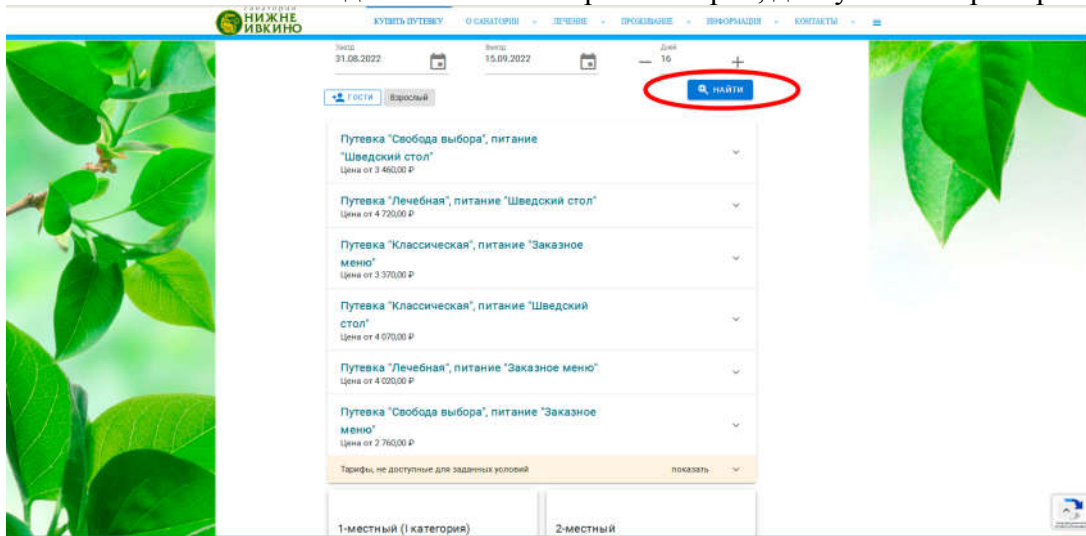 санаторий
НИЖНЕ
ИВКИНО
КУПИТЬ ПУТЕВКУ О САНАТОРИИ ЛЕЧЕНИЕ ПРОЖИВАНИЕ ИНФОРМАЦИЯ КОНТАКТЫ
Заезд Выезд Дней
31.08.2022 15.09.2022 — 16 +
ГОСТИ Взрослый НАЙТИ
Путевка "Свобода выбора", питание
"Шведский стол"
Цена от 3 460,00 ₽
Путевка "Лечебная", питание "Шведский стол"
Цена от 4 720,00 ₽
Путевка "Классическая", питание "Заказное
меню"
Цена от 3 370,00 ₽
Путевка "Классическая", питание "Шведский
стол"
Цена от 4 070,00 ₽
Путевка "Лечебная", питание "Заказное меню"
Цена от 4 020,00 ₽
Путевка "Свобода выбора", питание "Заказное
меню"
Цена от 2 760,00 ₽
Тарифы, не доступные для заданных условий показать
1-местный (I категория) 2-местный